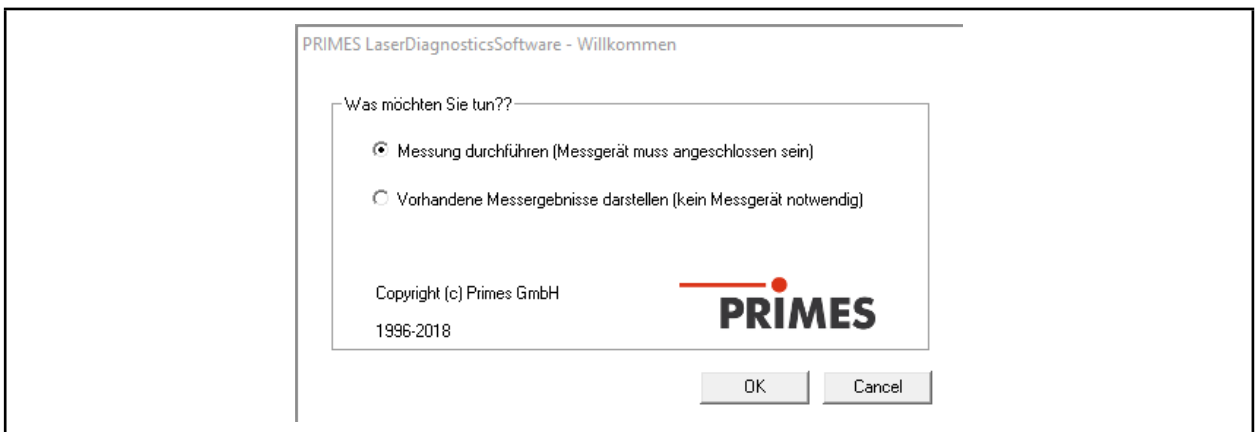 PRIMES LaserDiagnosticsSoftware - Willkommen
Was möchten Sie tun??
Messung durchführen (Messgerät muss angeschlossen sein)
Vorhandene Messergebnisse darstellen (kein Messgerät notwendig)
Copyright (c) Primes GmbH
1996-2018
PRIMES
OK
Cancel